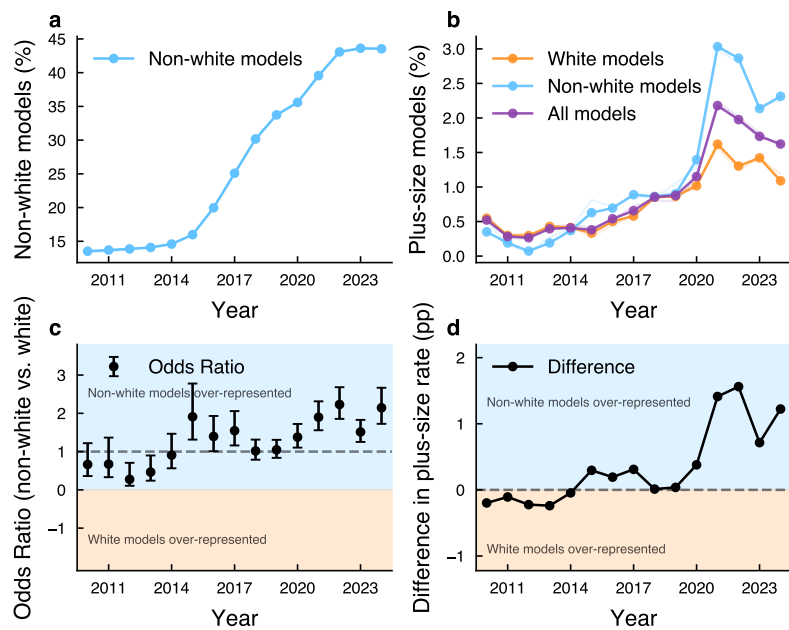 a
Non-white models (%)
45
40
35
30
25
20
15
Non-white models
2011
2014
2017
2020
2023
Year
b
Plus-size models (%)
3.0
2.5
2.0
1.5
1.0
0.5
0.0
White models
Non-white models
All models
2011
2014
2017
2020
2023
Year
c
Odds Ratio (non-white vs. white)
3
2
1
0
−1
Odds Ratio
Non-white models over-represented
White models over-represented
2011
2014
2017
2020
2023
Year
d
Difference in plus-size rate (pp)
2
1
0
−1
Difference
Non-white models over-represented
White models over-represented
2011
2014
2017
2020
2023
Year